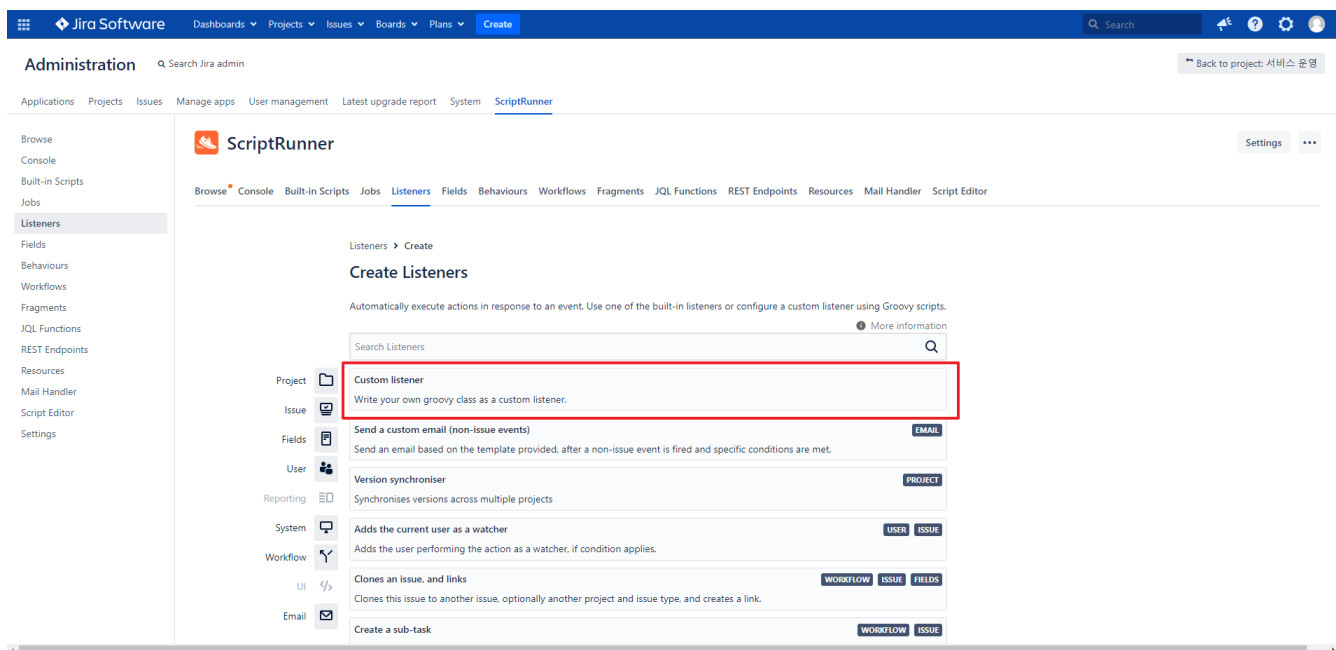 Jira Software Dashboards Projects Issues Boards Plans Create Search
Administration Search Jira admin Back to project: 서비스 운영
Applications Projects Issues Manage apps User management Latest upgrade report System ScriptRunner
Browse
Console
Built-in Scripts
Jobs
Listeners
Fields
Behaviours
Workflows
Fragments
JQL Functions
REST Endpoints
Resources
Mail Handler
Script Editor
Settings
ScriptRunner Settings
Browse Console Built-in Scripts Jobs Listeners Fields Behaviours Workflows Fragments JQL Functions REST Endpoints Resources Mail Handler Script Editor
Listeners > Create
Create Listeners
Automatically execute actions in response to an event. Use one of the built-in listeners or configure a custom listener using Groovy scripts.
More information
Search Listeners
Project
Issue
Fields
User
Reporting
System
Workflow
UI
Email
Custom listener
Write your own groovy class as a custom listener.
Send a custom email (non-issue events) EMAIL
Send an email based on the template provided, after a non-issue event is fired and specific conditions are met.
Version synchroniser PROJECT
Synchronises versions across multiple projects
Adds the current user as a watcher USER ISSUE
Adds the user performing the action as a watcher, if condition applies.
Clones an issue, and links WORKFLOW ISSUE FIELDS
Clones this issue to another issue, optionally another project and issue type, and creates a link.
Create a sub-task WORKFLOW ISSUE